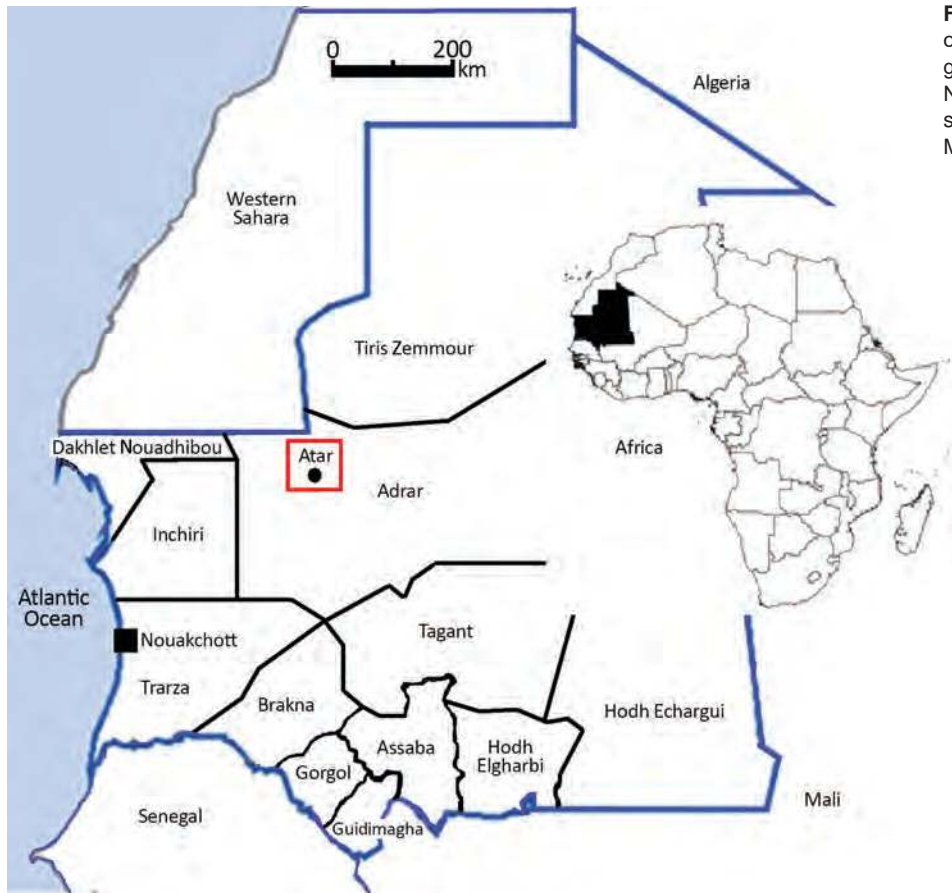 0
200
km
Algeria
Western
Sahara
Tiris Zemmour
Dakhlet Nouadhibou
Atar
Africa
Adrar
Inchiri
Atlantic
Ocean
Nouakchott
Tagant
Trarza
Brakna
Hodh Echargui
Assaba
Hodh
Elgharbi
Gorgol
Mali
Senegal
Guidimagha